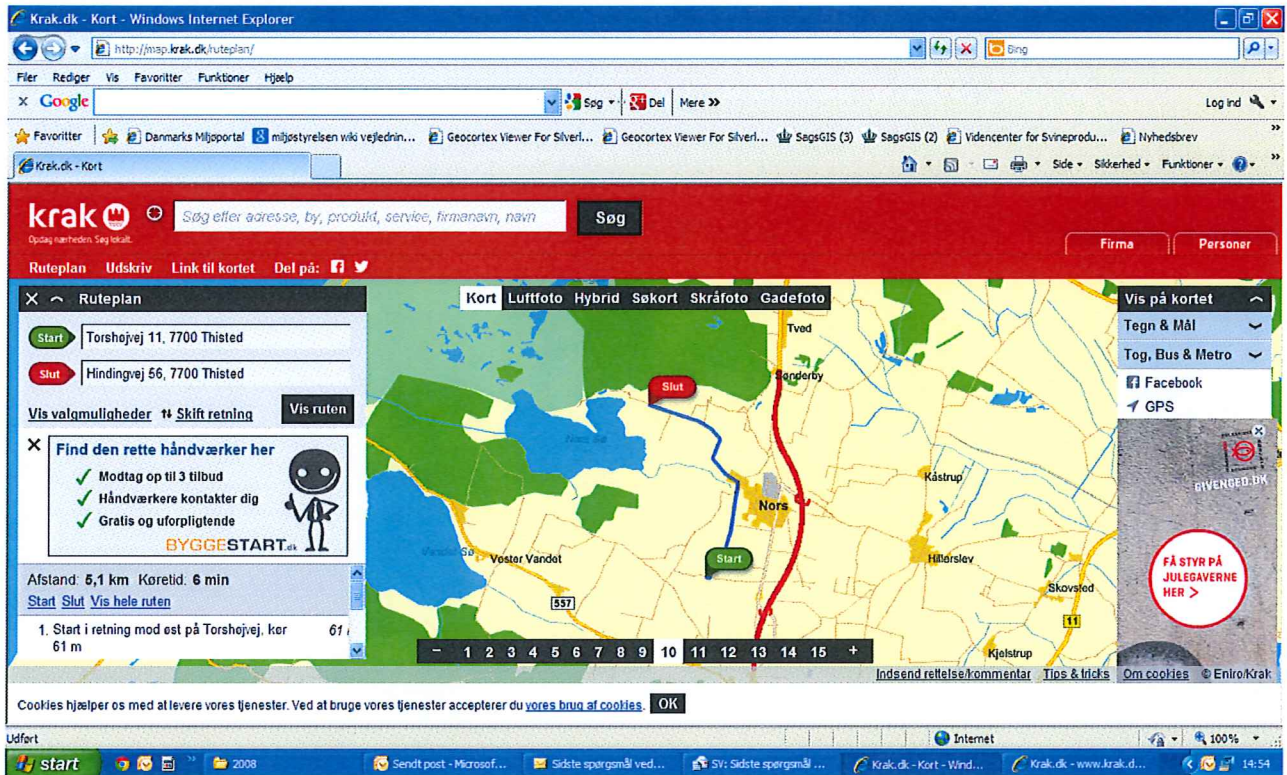 Krak.dk - Kort - Windows Internet Explorer
http://map.krak.dk/ruteplan/
Bing
Filer Rediger Vis Favoritter Funktioner Hjælp
x Google Søg Del Mere >> Log ind
Favoritter Danmarks Miljøportal miljøstyrelsen wiki vejlednin... Geocortex Viewer For Silverl... Geocortex Viewer For Silverl... SagsGIS (3) SagsGIS (2) Videncenter for Svineprodu... Nyhedsbrev
Krak.dk - Kort
Side Sikkerhed Funktioner
krak
Opdag nærheden. Søg lokalt.
Søg efter adresse, by, produkt, service, firmanavn, navn
Søg
Firma Personer
Ruteplan Udskriv Link til kortet Del på:
X Ruteplan
Start Torshøjvej 11, 7700 Thisted
Slut Hindingvej 56, 7700 Thisted
Vis valgmuligheder Skift retning Vis ruten
X Find den rette håndværker her
Modtag op til 3 tilbud
Håndværkere kontakter dig
Gratis og uforpligtende
BYGGESTART.dk
Afstand: 5,1 km Køretid: 6 min
Start Slut Vis hele ruten
1. Start i retning mod øst på Torshøjvej, kør 61
61 m
Kort Luftfoto Hybrid Søkort Skråfoto Gadefoto
Tved
Sønderby
Slut
Nors Sø
Kåstrup
Nors
Vandet Sø
Vester Vandet
Start
Hillerslev
Skovsted
557
11
Kjelstrup
- 1 2 3 4 5 6 7 8 9 10 11 12 13 14 15 +
Vis på kortet
Tegn & Mål
Tog, Bus & Metro
Facebook
GPS
GIVENGED.DK
FÅ STYR PÅ
JULEGAVERNE
HER >
Indsend rettelse/kommentar Tips & tricks Om cookies © Eniro/Krak
Cookies hjælper os med at levere vores tjenester. Ved at bruge vores tjenester accepterer du vores brug af cookies. OK
Udført Internet 100%
start 2008 Sendt post - Microsof... Sidste spørgsmål ved... SV: Sidste spørgsmål ... Krak.dk - Kort - Wind... Krak.dk - www.krak.d... 14:54